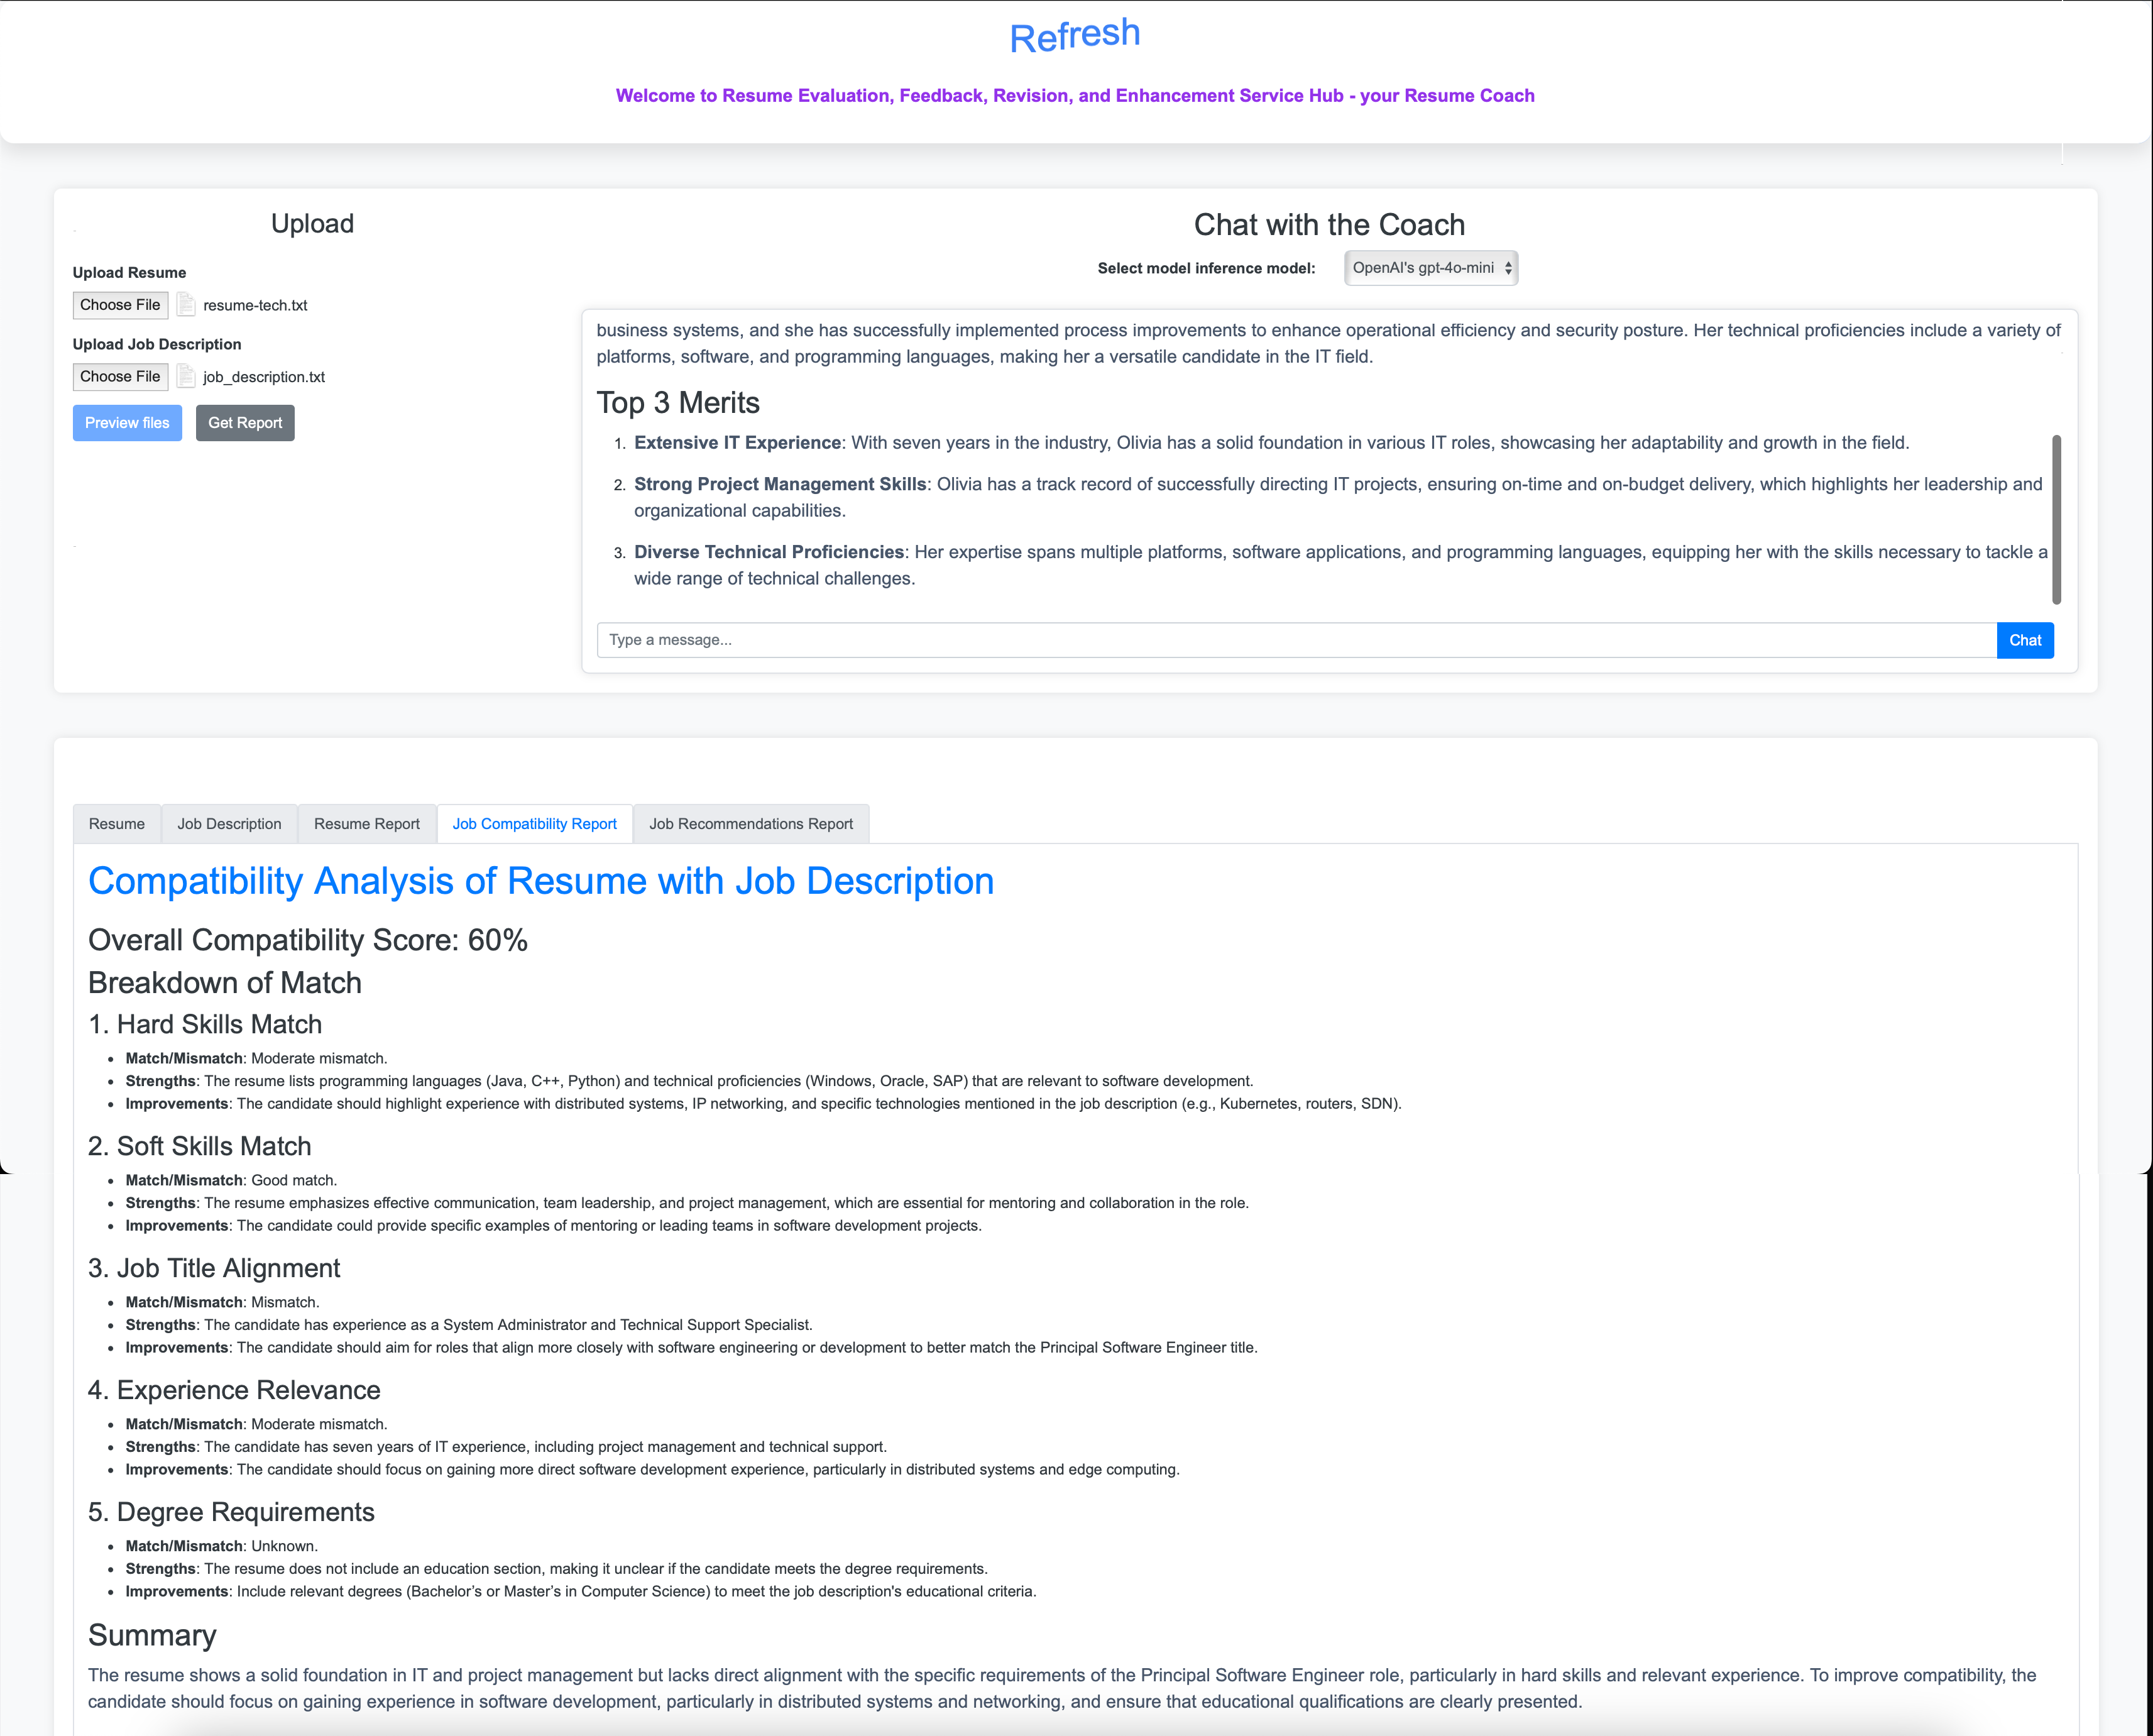 Refresh
Welcome to Resume Evaluation, Feedback, Revision, and Enhancement Service Hub - your Resume Coach
Upload
Upload Resume
Choose File resume-tech.txt
Upload Job Description
Choose File job_description.txt
Preview files Get Report
Chat with the Coach
Select model inference model: OpenAI's gpt-4o-mini
business systems, and she has successfully implemented process improvements to enhance operational efficiency and security posture. Her technical proficiencies include a variety of
platforms, software, and programming languages, making her a versatile candidate in the IT field.
Top 3 Merits
1. Extensive IT Experience: With seven years in the industry, Olivia has a solid foundation in various IT roles, showcasing her adaptability and growth in the field.
2. Strong Project Management Skills: Olivia has a track record of successfully directing IT projects, ensuring on-time and on-budget delivery, which highlights her leadership and
organizational capabilities.
3. Diverse Technical Proficiencies: Her expertise spans multiple platforms, software applications, and programming languages, equipping her with the skills necessary to tackle a
wide range of technical challenges.
Type a message... Chat
Resume Job Description Resume Report Job Compatibility Report Job Recommendations Report
Compatibility Analysis of Resume with Job Description
Overall Compatibility Score: 60%
Breakdown of Match
1. Hard Skills Match
• Match/Mismatch: Moderate mismatch.
• Strengths: The resume lists programming languages (Java, C++, Python) and technical proficiencies (Windows, Oracle, SAP) that are relevant to software development.
• Improvements: The candidate should highlight experience with distributed systems, IP networking, and specific technologies mentioned in the job description (e.g., Kubernetes, routers, SDN).
2. Soft Skills Match
• Match/Mismatch: Good match.
• Strengths: The resume emphasizes effective communication, team leadership, and project management, which are essential for mentoring and collaboration in the role.
• Improvements: The candidate could provide specific examples of mentoring or leading teams in software development projects.
3. Job Title Alignment
• Match/Mismatch: Mismatch.
• Strengths: The candidate has experience as a System Administrator and Technical Support Specialist.
• Improvements: The candidate should aim for roles that align more closely with software engineering or development to better match the Principal Software Engineer title.
4. Experience Relevance
• Match/Mismatch: Moderate mismatch.
• Strengths: The candidate has seven years of IT experience, including project management and technical support.
• Improvements: The candidate should focus on gaining more direct software development experience, particularly in distributed systems and edge computing.
5. Degree Requirements
• Match/Mismatch: Unknown.
• Strengths: The resume does not include an education section, making it unclear if the candidate meets the degree requirements.
• Improvements: Include relevant degrees (Bachelor’s or Master’s in Computer Science) to meet the job description's educational criteria.
Summary
The resume shows a solid foundation in IT and project management but lacks direct alignment with the specific requirements of the Principal Software Engineer role, particularly in hard skills and relevant experience. To improve compatibility, the
candidate should focus on gaining experience in software development, particularly in distributed systems and networking, and ensure that educational qualifications are clearly presented.